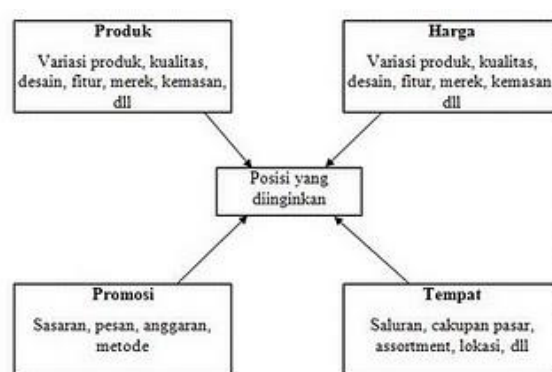 Produk
Variasi produk, kualitas,
desain, fitur, merek, kemasan,
dll
Harga
Variasi produk, kualitas,
desain, fitur, merek, kemasan
dll
Posisi yang
diinginkan
Promosi
Sasaran, pesan, anggaran,
metode
Tempat
Saluran, cakupan pasar,
assortment, lokasi, dll